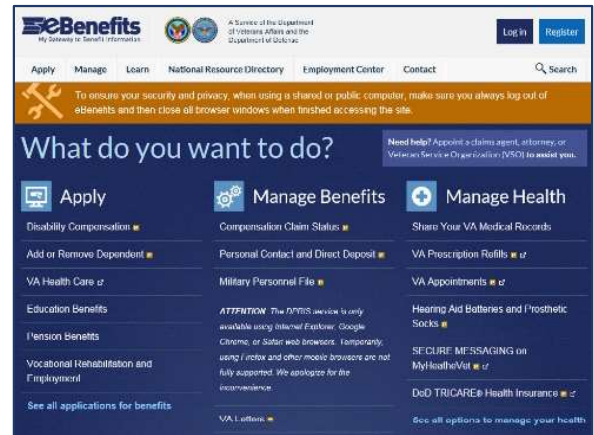 eBenefits
My Gateway to Benefit Information
A Service of the Department
of Veterans Affairs and the
Department of Defense
Log in
Register
Apply
Manage
Learn
National Resource Directory
Employment Center
Contact
Search
To ensure your security and privacy, when using a shared or public computer, make sure you always log out of
eBenefits and then close all browser windows when finished accessing the
site.
What do you want to do?
Need help? Appoint a claims agent, attorney, or
Veteran Service Organization (VSO) to assist you.
Apply
Disability Compensation
Add or Remove Dependent
VA Health Care
Education Benefits
Pension Benefits
Vocational Rehabilitation and
Employment
See all applications for benefits
Manage Benefits
Compensation Claim Status
Personal Contact and Direct Deposit
Military Personnel File
ATTENTION: The DPRIS service is only
available using Internet Explorer, Google
Chrome, or Safari web browsers. Temporarily,
using Firefox and other mobile browsers are not
fully supported. We apologize for the
inconvenience.
VA Letters
Manage Health
Share Your VA Medical Records
VA Prescription Refills
VA Appointments
Hearing Aid Batteries and Prosthetic
Socks
SECURE MESSAGING on
MyHealtheVet
DoD TRICARE® Health Insurance
See all options to manage your health